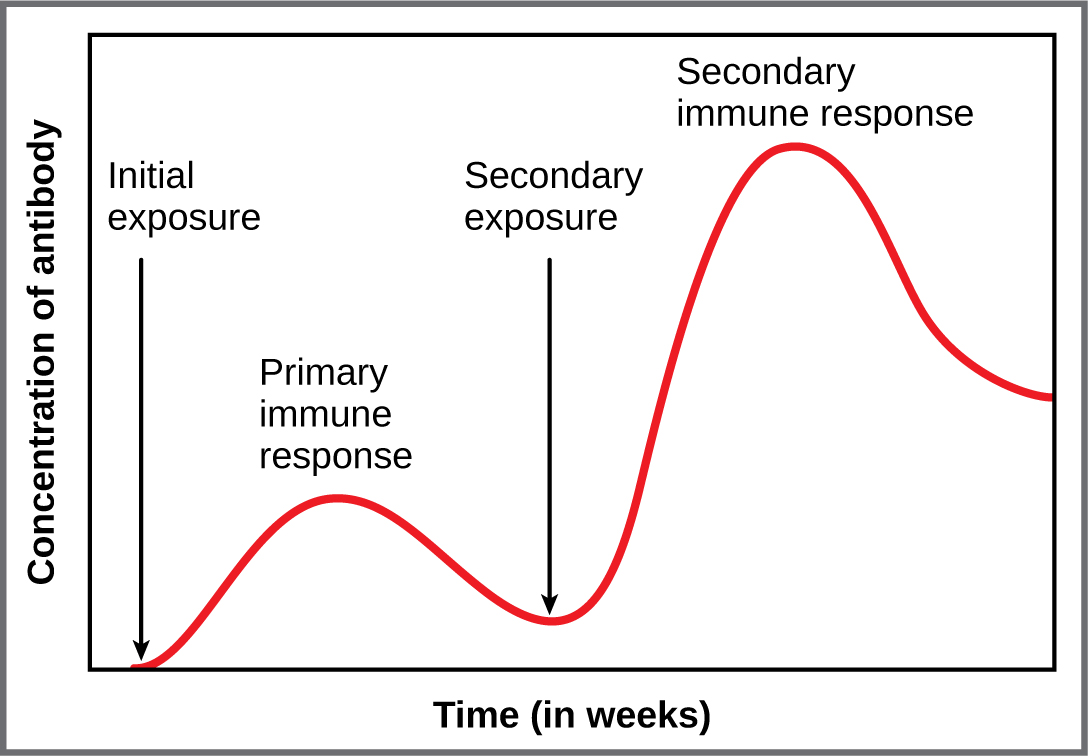 Secondary
immune response
Initial
exposure
Secondary
exposure
Primary
immune
response
Concentration of antibody
Time (in weeks)